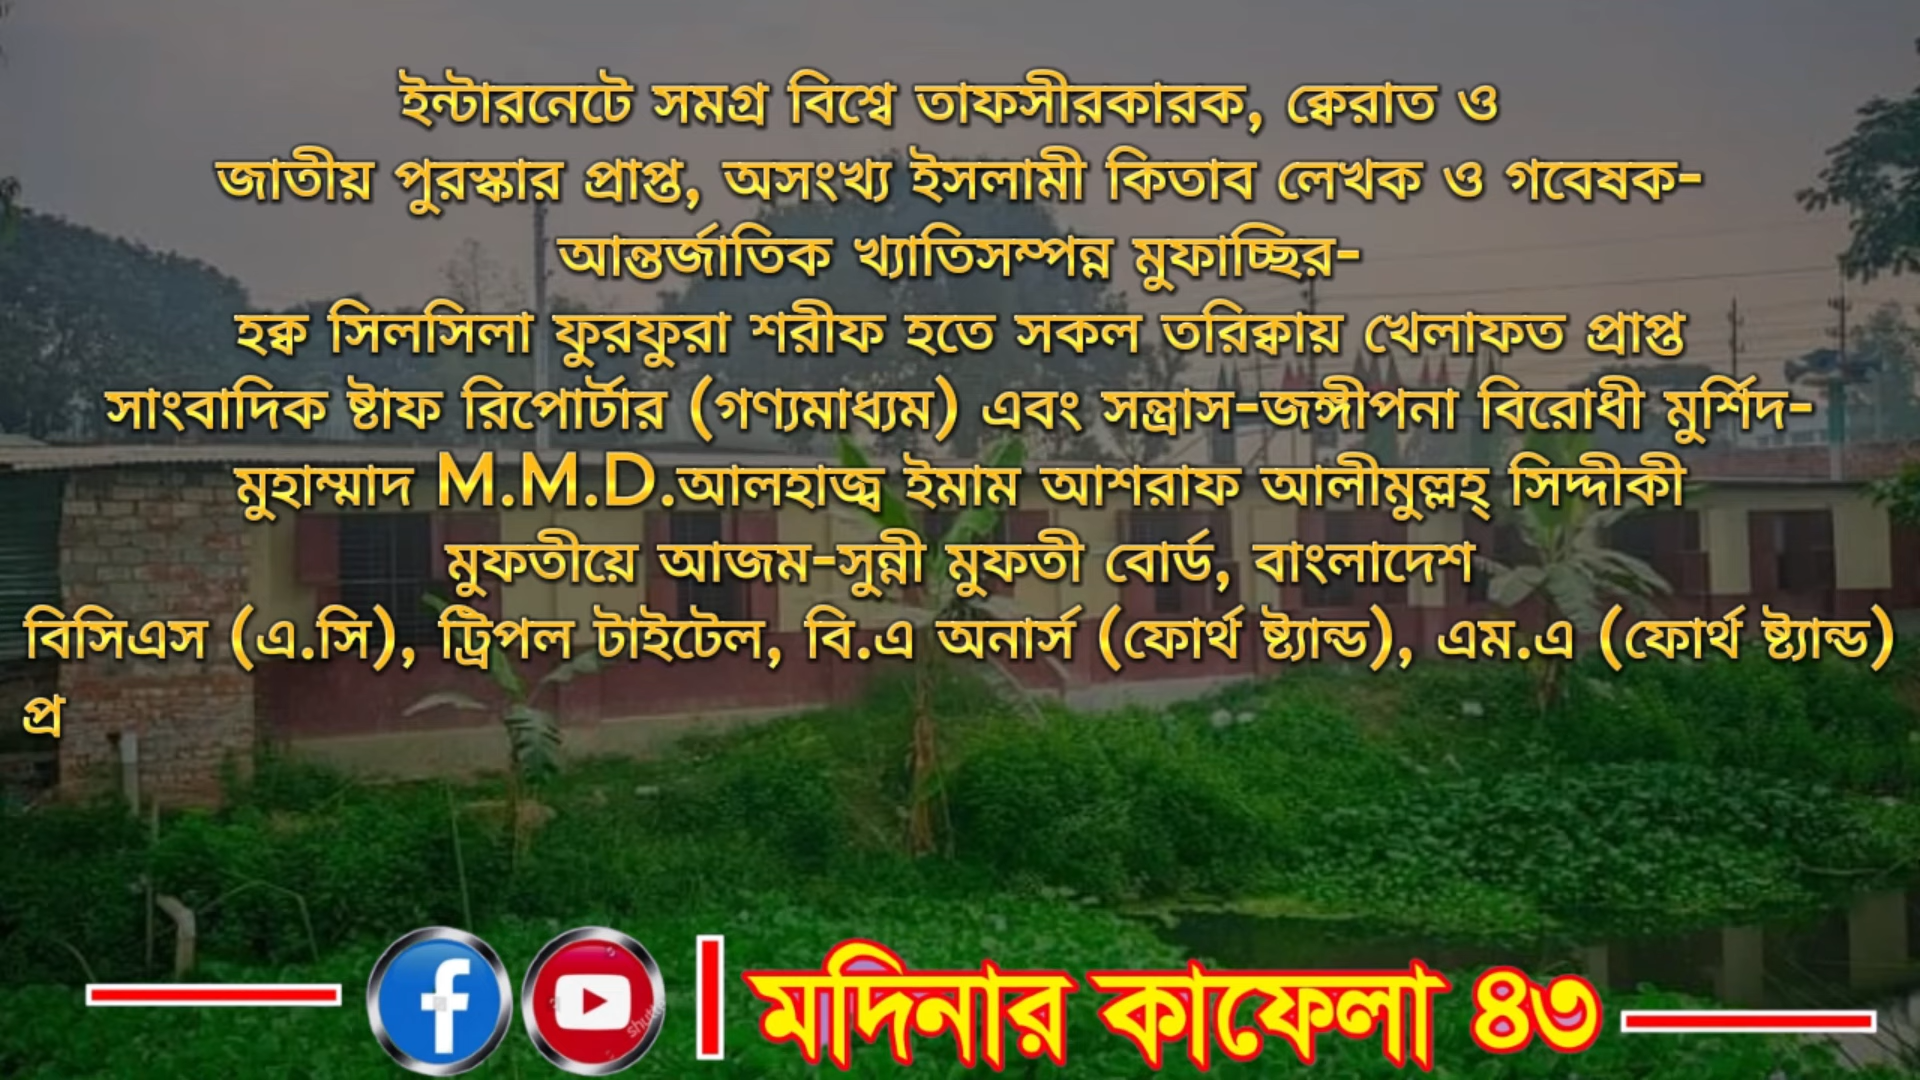 ইন্টারনেটে সমগ্র বিশ্বে তাফসীরকারক, ক্বেরাত ও
জাতীয় পুরস্কার প্রাপ্ত, অসংখ্য ইসলামী কিতাব লেখক ও গবেষক-
আন্তর্জাতিক খ্যাতিসম্পন্ন মুফাচ্ছির-
হক্ব সিলসিলা ফুরফুরা শরীফ হতে সকল তরিক্বায় খেলাফত প্রাপ্ত
সাংবাদিক ষ্টাফ রিপোর্টার (গণ্যমাধ্যম) এবং সন্ত্রাস-জঙ্গীপনা বিরোধী মুর্শিদ-
মুহাম্মাদ M.M.D.আলহাজ্ব ইমাম আশরাফ আলীমুল্লহ্ সিদ্দীকী
মুফতীয়ে আজম-সুন্নী মুফতী বোর্ড, বাংলাদেশ
বিসিএস (এ.সি), ট্রিপল টাইটেল, বি.এ অনার্স (ফোর্থ ষ্ট্যান্ড), এম.এ (ফোর্থ ষ্ট্যান্ড)
প্র
মদিনার কাফেলা ৪৩